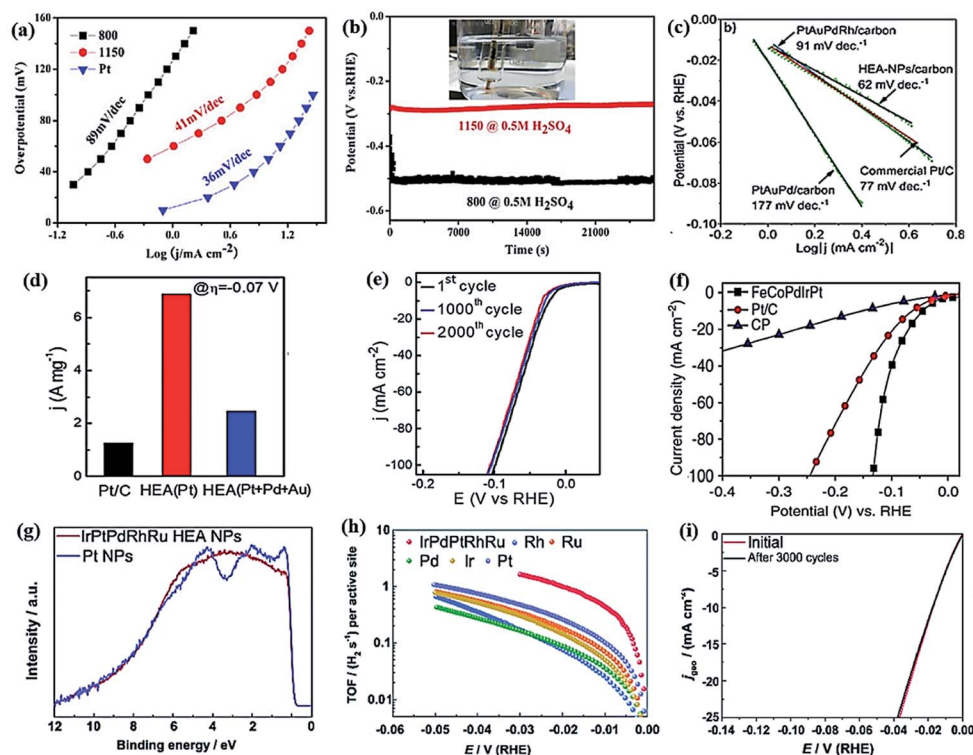 (a)
800
1150
Pt
89mV/dec
41mV/dec
36mV/dec
Overpotential (mV)
160
120
80
40
0
-1.2
-0.6
0.0
0.6
1.2
Log (j/mA cm⁻²)
(b)
Potential (V vs.RHE)
0.0
-0.2
-0.4
-0.6
1150 @ 0.5M H₂SO₄
800 @ 0.5M H₂SO₄
0
7000
14000
21000
Time (s)
(c)
b)
PtAuPdRh/carbon
91 mV dec.⁻¹
HEA-NPs/carbon
62 mV dec.⁻¹
Commercial Pt/C
77 mV dec.⁻¹
PtAuPd/carbon
177 mV dec.⁻¹
Potential (V vs. RHE)
0.00
-0.02
-0.04
-0.06
-0.08
-0.10
-0.2
0.0
0.2
0.4
0.6
0.8
Log|j (mA cm⁻²)|
(d)
@η=-0.07 V
j (A mg⁻¹)
6
4
2
0
Pt/C
HEA(Pt)
HEA(Pt+Pd+Au)
(e)
1ˢᵗ cycle
1000ᵗʰ cycle
2000ᵗʰ cycle
j (mA cm⁻²)
0
-20
-40
-60
-80
-100
-0.2
-0.1
0.0
E (V vs RHE)
(f)
FeCoPdIrPt
Pt/C
CP
Current density (mA cm⁻²)
0
-20
-40
-60
-80
-100
-0.4
-0.3
-0.2
-0.1
0.0
Potential (V) vs. RHE
(g)
IrPtPdRhRu HEA NPs
Pt NPs
Intensity / a.u.
12
10
8
6
4
2
0
Binding energy / eV
(h)
IrPdPtRhRu Rh Ru
Pd Ir Pt
TOF / (H₂ s⁻¹) per active site
100
10
1
0.1
0.01
-0.06
-0.05
-0.04
-0.03
-0.02
-0.01
0.00
E / V (RHE)
(i)
Initial
After 3000 cycles
0
-5
-10
-15
-20
-25
-0.10
-0.08
-0.06
-0.04
-0.02
0.00
E / V (RHE)